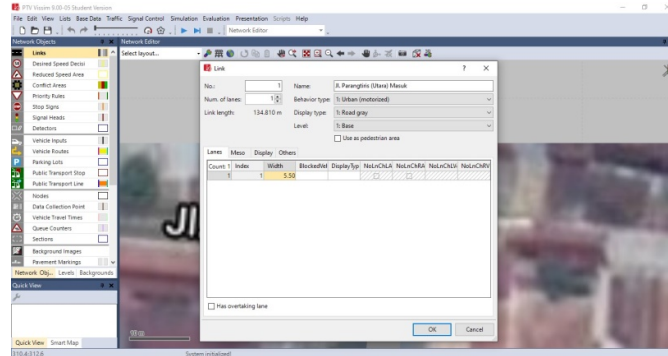 PTV Vissim 9.00-05 Student Version
File Edit View Lists Base Data Traffic Signal Control Simulation Evaluation Presentation Scripts Help
Network Editor
Network Objects
Network Editor
Select layout...
Links
Desired Speed Decisi
Reduced Speed Area
Conflict Areas
Priority Rules
Stop Signs
Signal Heads
Detectors
Vehicle Inputs
Vehicle Routes
Parking Lots
Public Transport Stop
Public Transport Line
Nodes
Data Collection Point
Vehicle Travel Times
Queue Counters
Sections
Background Images
Pavement Markings
Network Obj... Levels Backgrounds
Quick View
Quick View Smart Map
Link
? X
No.: 1 Name: Jl. Parangtiris (Utara) Masuk
Num. of lanes: 1 Behavior type: 1: Urban (motorized)
Link length: 134.810 m Display type: 1: Road gray
Level: 1: Base
Use as pedestrian area
Lanes Meso Display Others
Count: 1 Index Width BlockedVel DisplayTyp NoLnChLA NoLnChRA NoLnChLV NoLnChRV
1 1 5.50
Has overtaking lane
OK Cancel
Jl
10 m
310.4:312.6 System initialized!